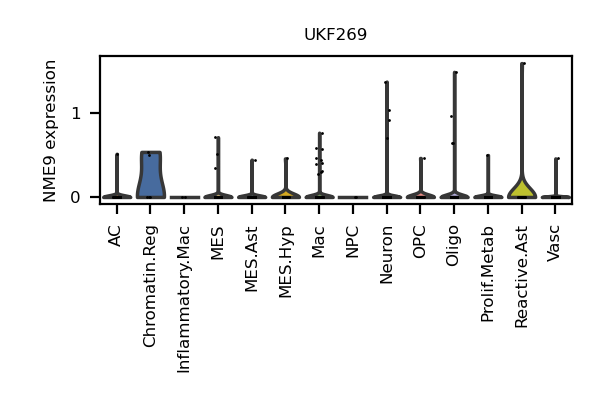 UKF269
NME9 expression
1
0
AC
Chromatin.Reg
Inflammatory.Mac
MES
MES.Ast
MES.Hyp
Mac
NPC
Neuron
OPC
Oligo
Prolif.Metab
Reactive.Ast
Vasc